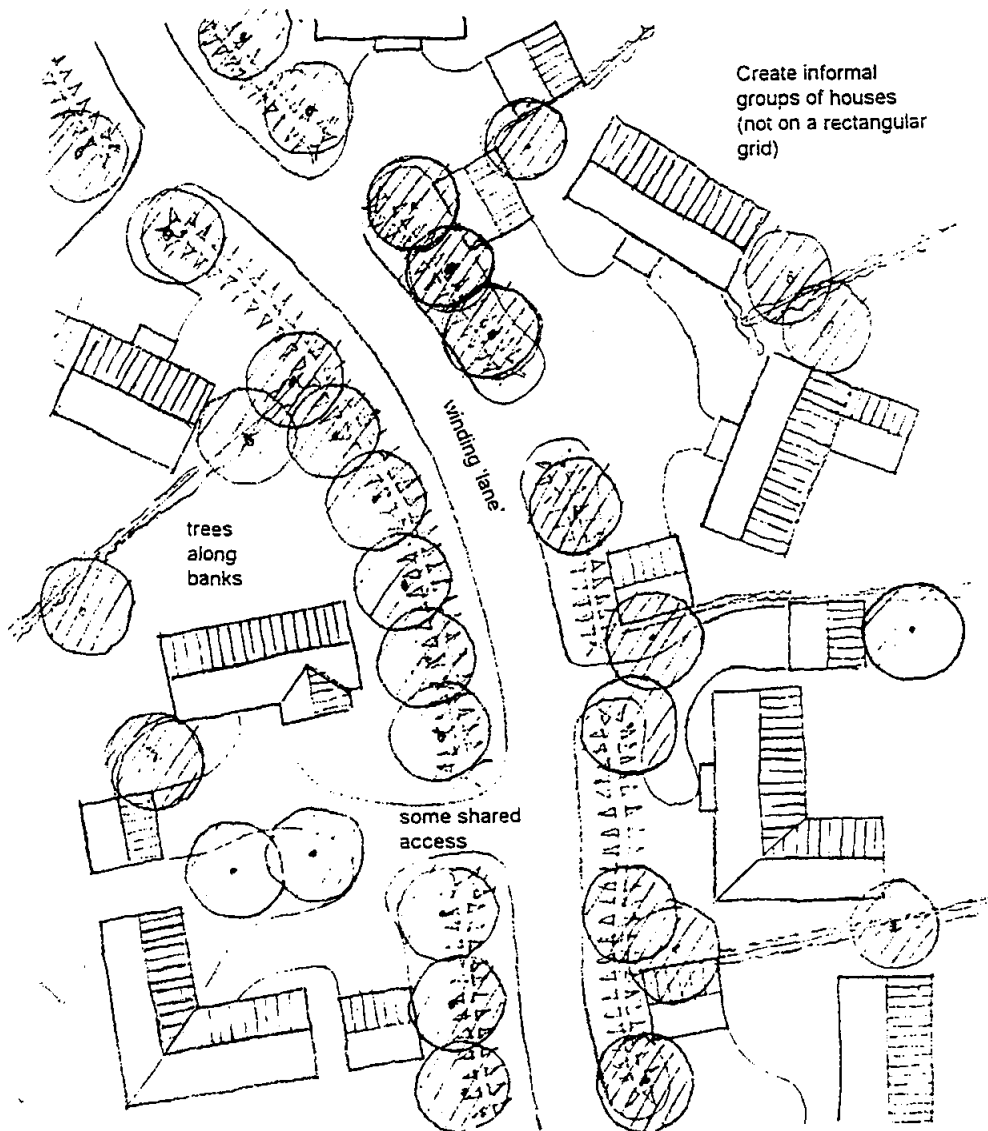 Create informal
groups of houses
(not on a rectangular
grid)
winding 'lane'
trees
along
banks
some shared
access